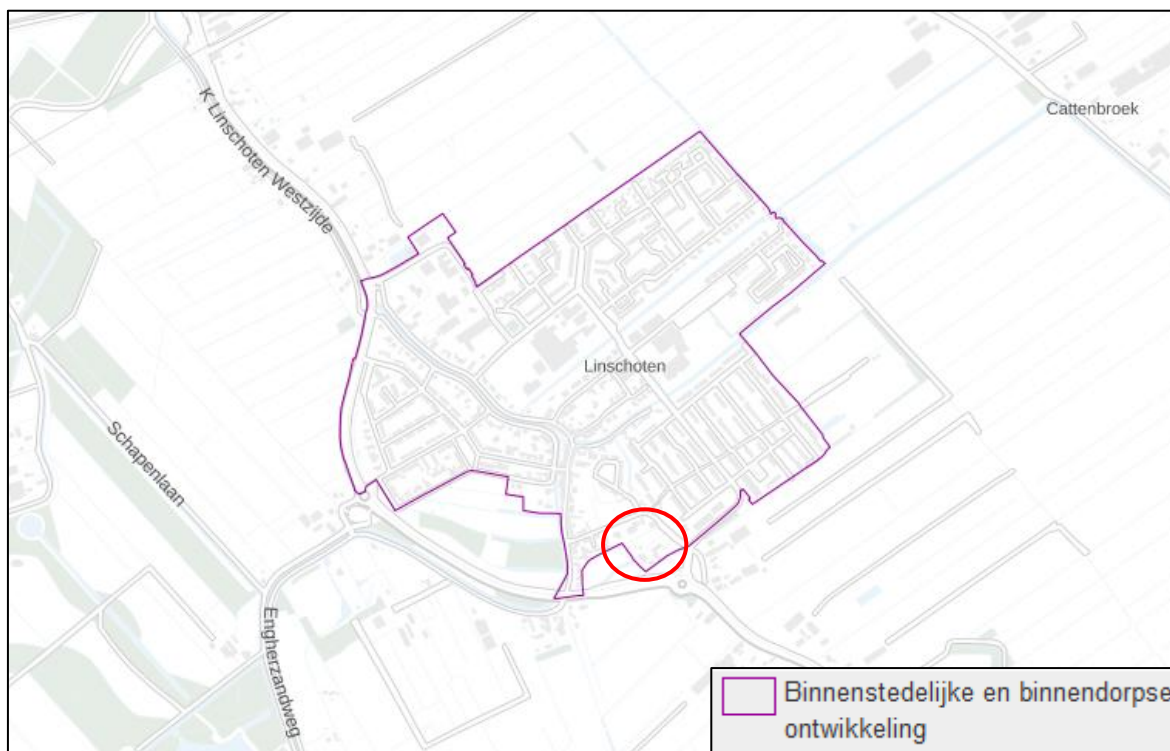 Cattenbroek
K Linschoten Westzijde
Linschoten
Schapenlaan
Engherzandweg
Binnenstedelijke en binnendorpse
ontwikkeling